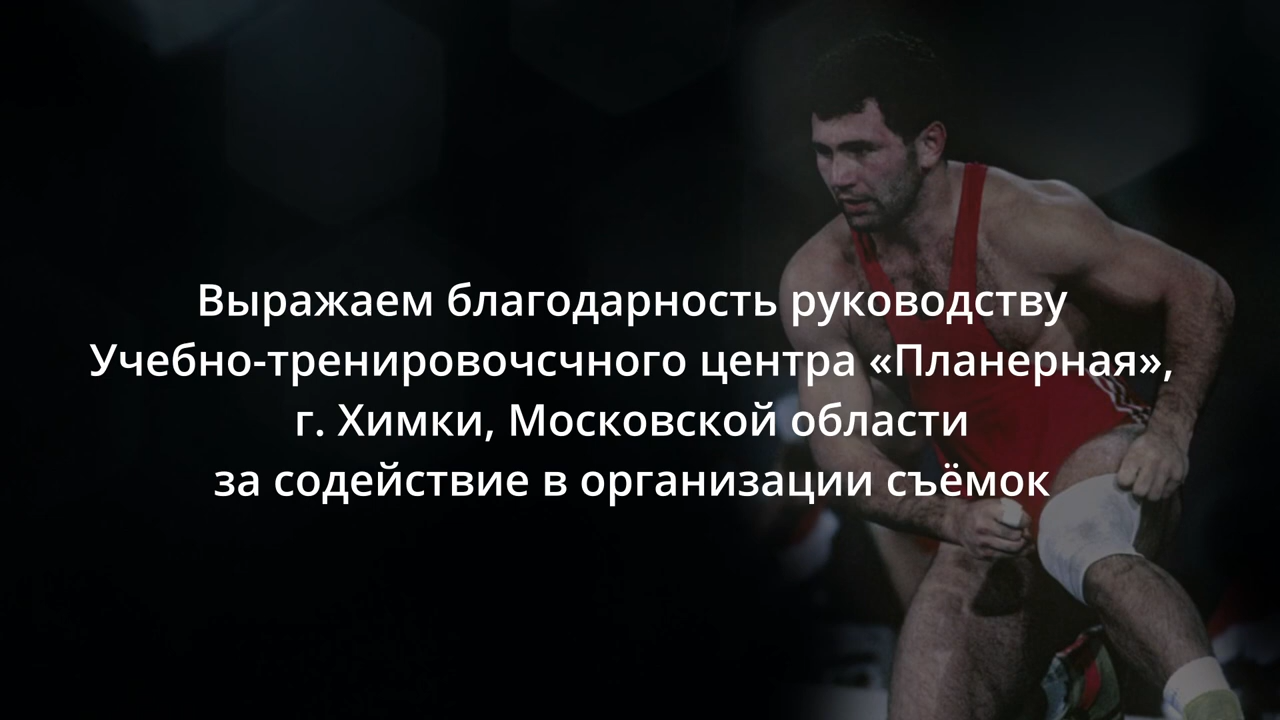 Выражаем благодарность руководству
Учебно-тренировочсчного центра «Планерная»,
г. Химки, Московской области
за содействие в организации съёмок